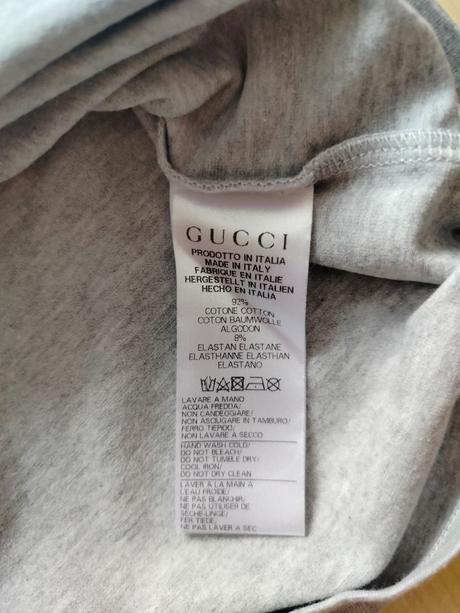 GUCCI
PRODOTTO IN ITALIA
MADE IN ITALY
FABRIQUE EN ITALIE
HERGESTELLT IN ITALIEN
HECHO EN ITALIA
92%
COTONE COTTON
COTON BAUMWOLLE
ALGODON
8%
ELASTAN ELASTANE
ELASTHANNE ELASTHAN
ELASTANO
LAVARE A MANO
ACQUA FREDDA/
NON CANDEGGIARE/
NON ASCIUGARE IN TAMBURO/
FERRO TIEPIDO/
NON LAVARE A SECCO
HAND WASH COLD/
DO NOT BLEACH/
DO NOT TUMBLE DRY/
COOL IRON/
DO NOT DRY CLEAN
LAVER A LA MAIN A
L'EAU FROIDE/
NE PAS BLANCHIR/
NE PAS UTILISER DE
SECHE-LINGE/
FER TIEDE/
NE PAS LAVER A SEC